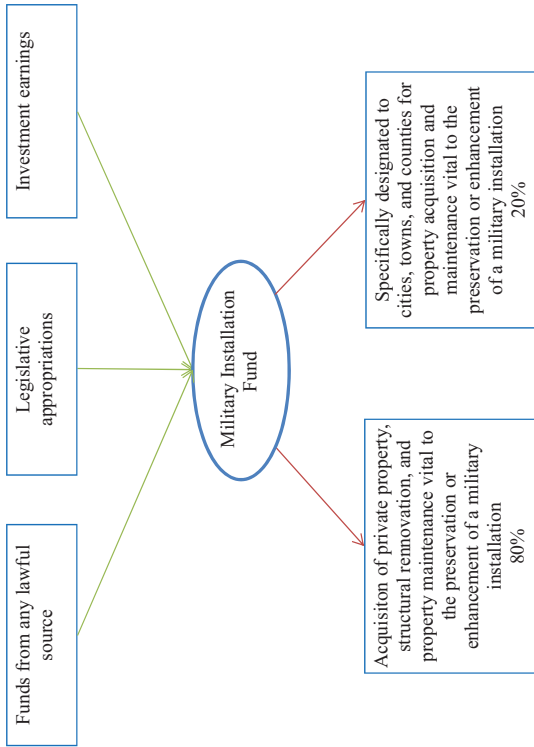 Funds from any lawful
source
Legislative
appropriations
Investment earnings
Military Installation
Fund
Acquisiton of private property,
structural rennovation, and
property maintenance vital to
the preservation or
enhancement of a military
installation
80%
Specifically designated to
cities, towns, and counties for
property acquisition and
maintenance vital to the
preservation or enhancement
of a military installation
20%